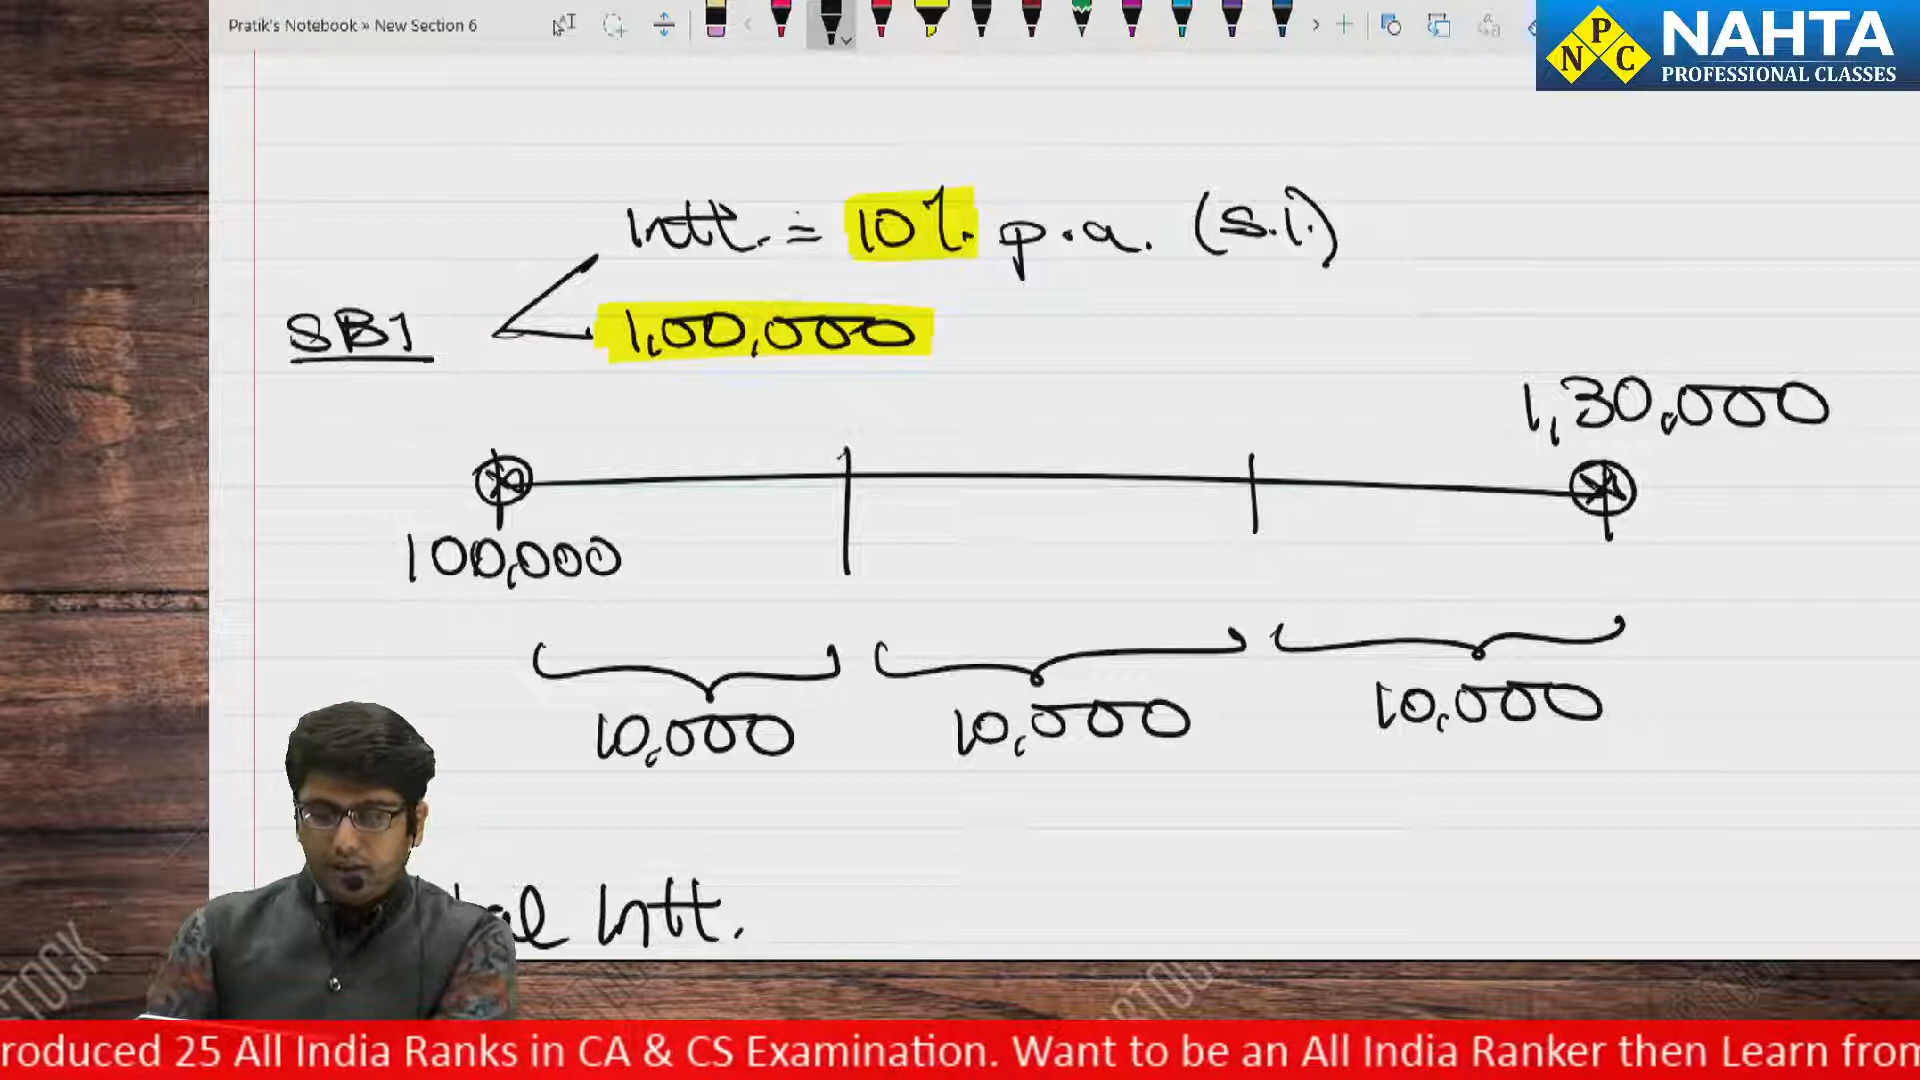 Pratik's Notebook » New Section 6
NPC
NAHTA
PROFESSIONAL CLASSES
Intt. = 10% p.a. (S.I.)
SBI
1,00,000
1,30,000
100,000
10,000 10,000 10,000
Intt.
roduced 25 All India Ranks in CA & CS Examination. Want to be an All India Ranker then Learn from